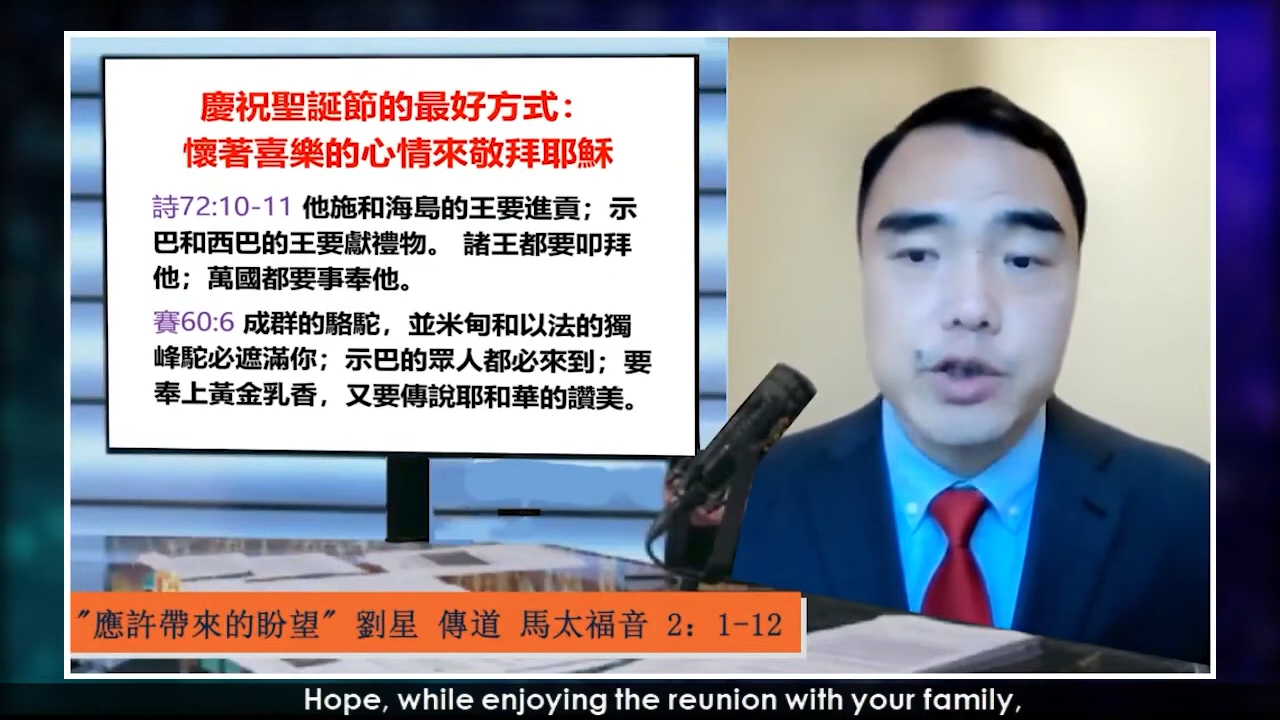 慶祝聖誕節的最好方式：
懷著喜樂的心情來敬拜耶穌
詩72:10-11 他施和海島的王要進貢；示
巴和西巴的王要獻禮物。 諸王都要叩拜
他；萬國都要事奉他。
賽60:6 成群的駱駝，並米甸和以法的獨
峰駝必遮滿你；示巴的眾人都必來到；要
奉上黃金乳香，又要傳說耶和華的讚美。
"應許帶來的盼望" 劉星 傳道 馬太福音 2：1-12
Hope, while enjoying the reunion with your family,